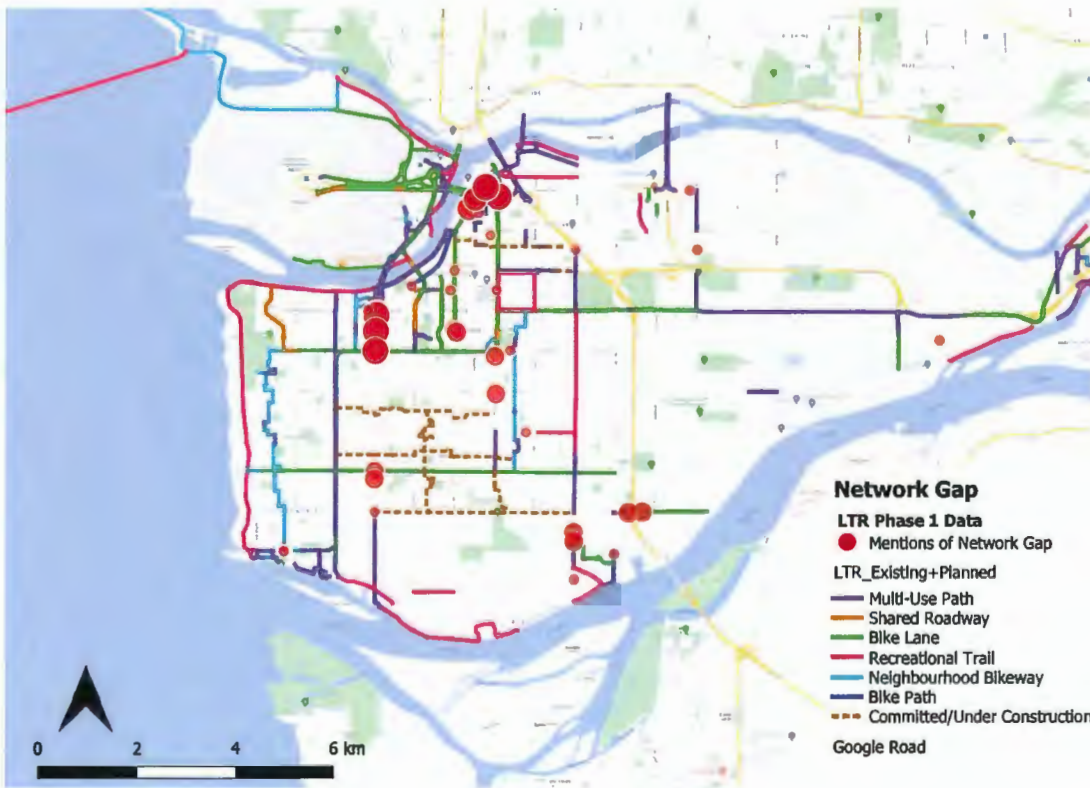 Network Gap
LTR Phase 1 Data
Mentions of Network Gap
LTR_Existing+Planned
Multi-Use Path
Shared Roadway
Bike Lane
Recreational Trail
Neighbourhood Bikeway
Bike Path
Committed/Under Construction
Google Road
0 2 4 6 km